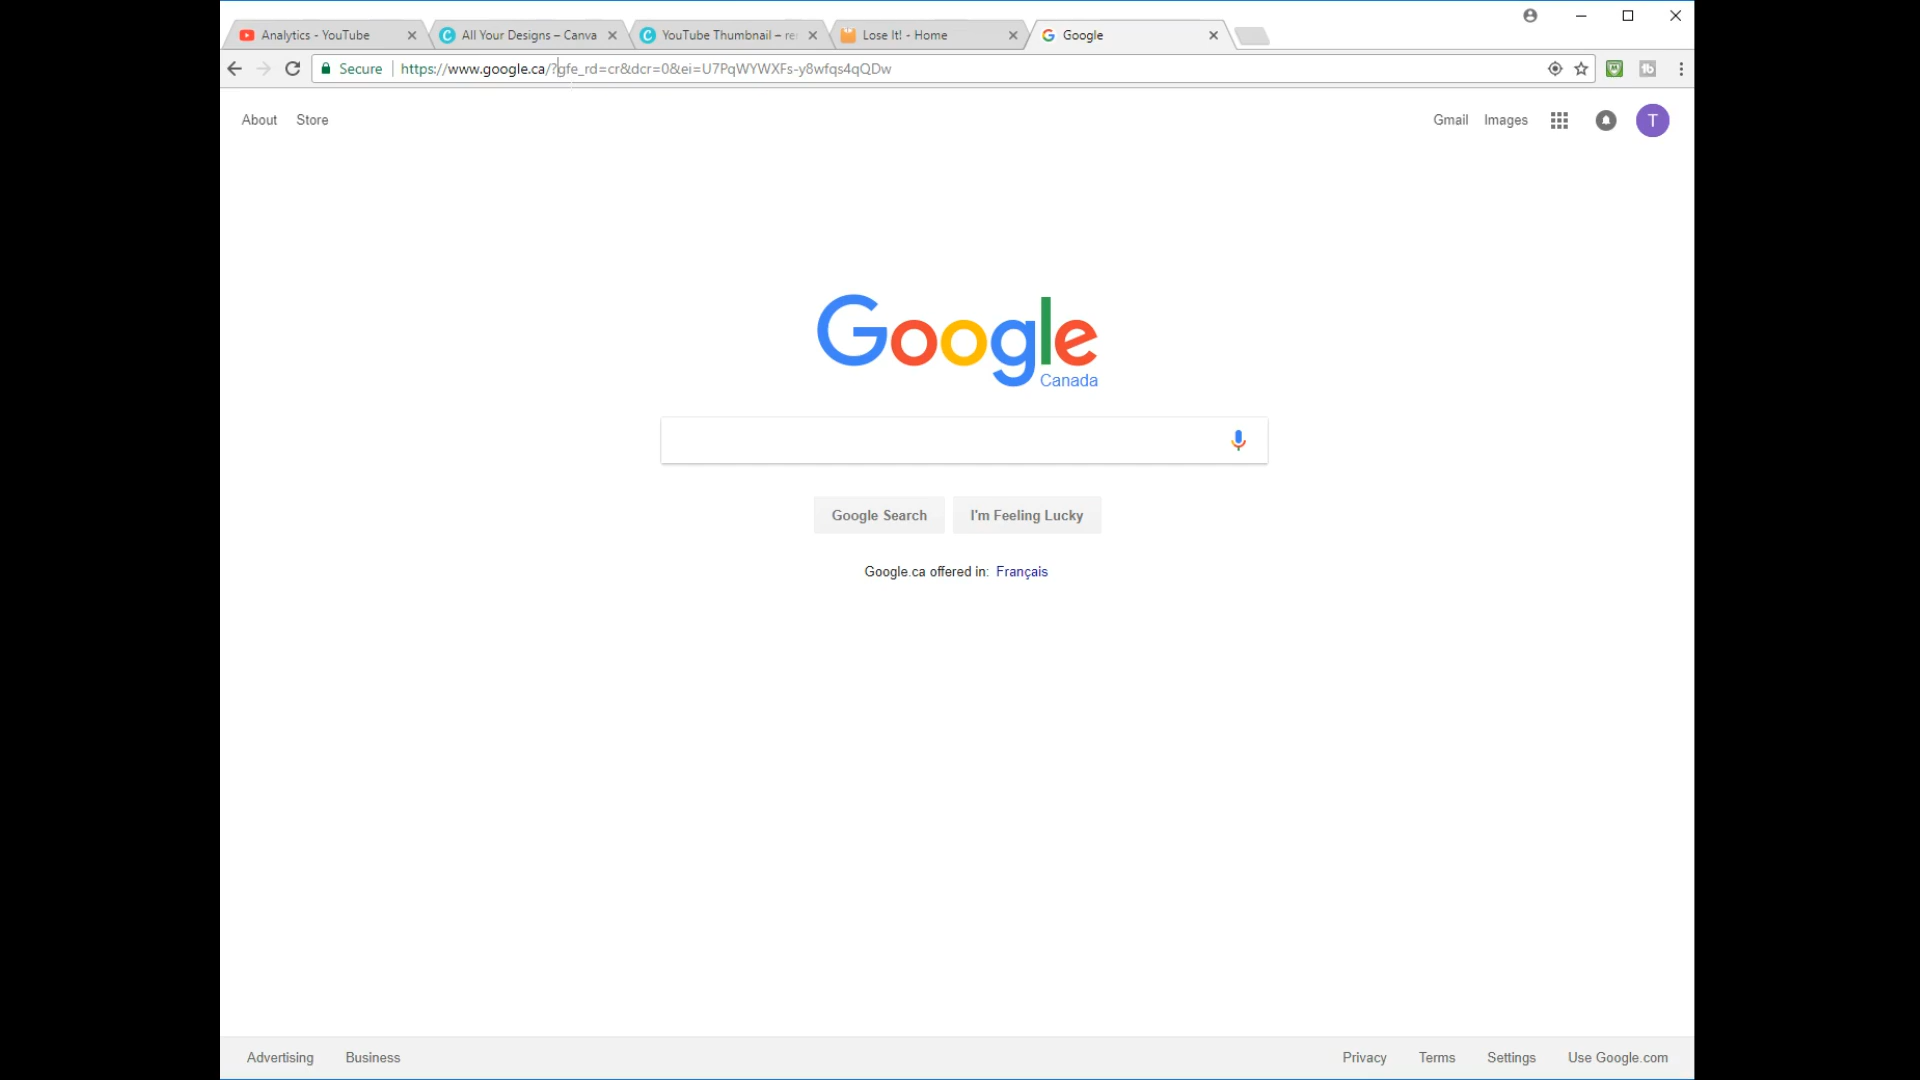 Analytics - YouTube
All Your Designs – Canva
YouTube Thumbnail – re
Lose It! - Home
Google
Secure
https://www.google.ca/?gfe_rd=cr&dcr=0&ei=U7PqWYWXFs-y8wfqs4qQDw
tb
About
Store
Gmail
Images
T
Google
Canada
Google Search
I'm Feeling Lucky
Google.ca offered in: Français
Advertising
Business
Privacy
Terms
Settings
Use Google.com